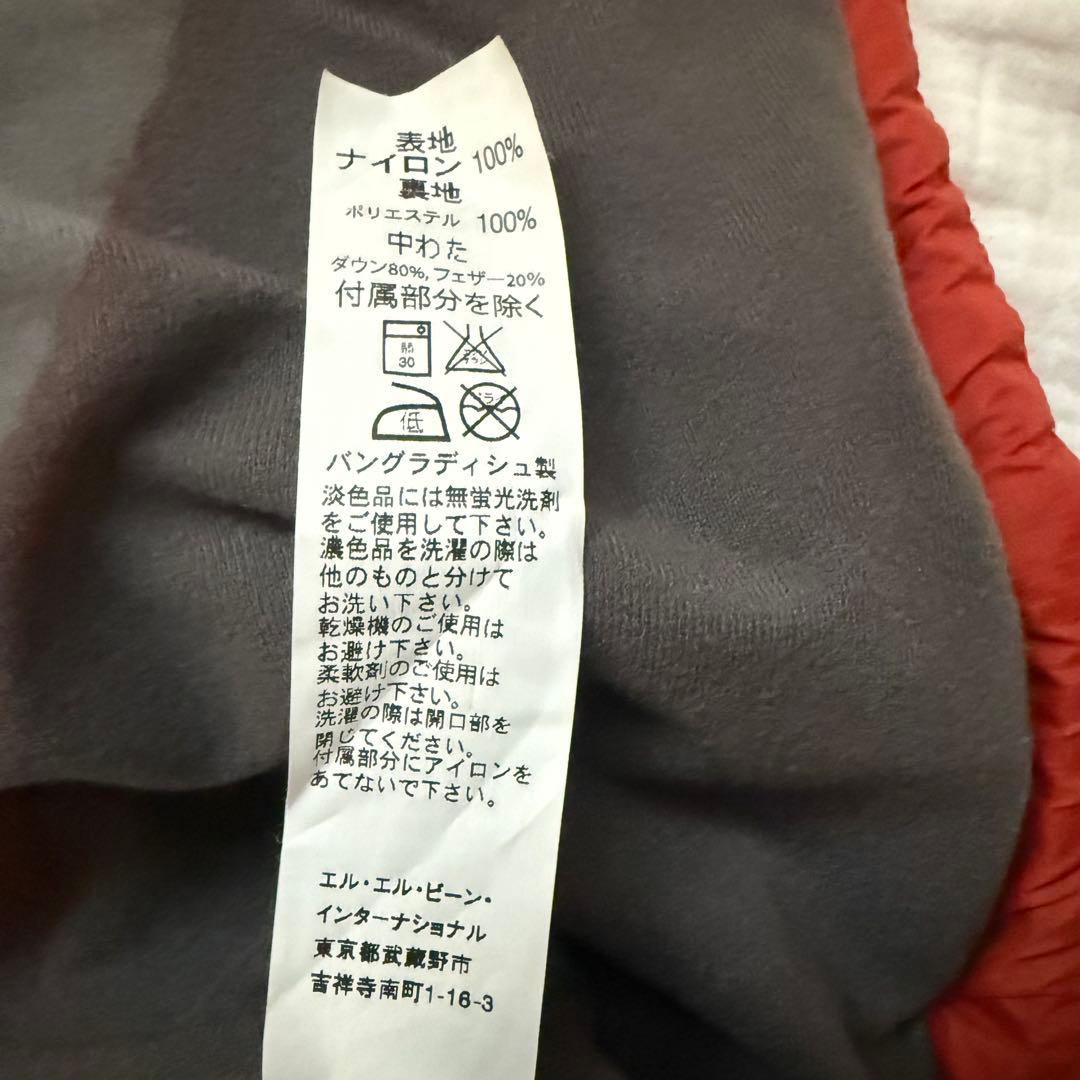 表地
ナイロン 100%
裏地
ポリエステル 100%
中わた
ダウン80%, フェザー20%
付属部分を除く
弱
30
低
ドライ
バングラディシュ製
淡色品には無蛍光洗剤
をご使用して下さい。
濃色品を洗濯の際は
他のものと分けて
お洗い下さい。
乾燥機のご使用は
お避け下さい。
柔軟剤のご使用は
お避け下さい。
洗濯の際は開口部を
閉じてください。
付属部分にアイロンを
あてないで下さい。
エル・エル・ビーン・
インターナショナル
東京都武蔵野市
吉祥寺南町1-16-3